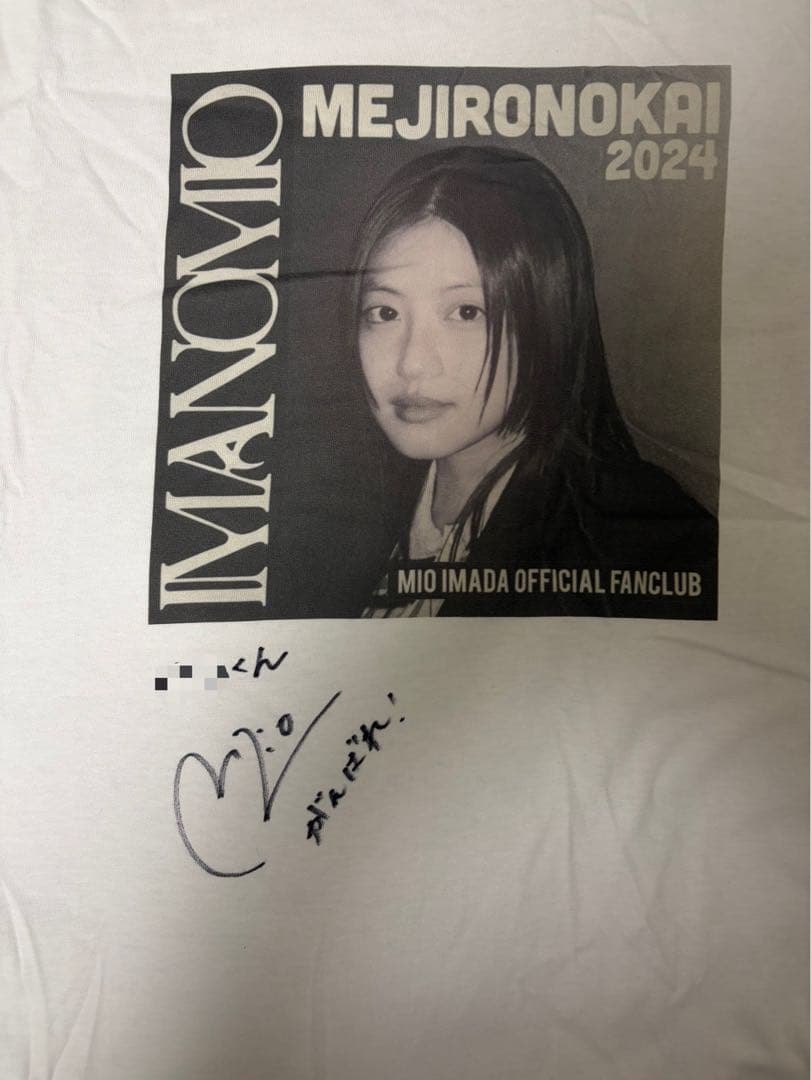 IMANOMIO
MEJIRONOKAI
2024
MIO IMADA OFFICIAL FANCLUB
くん
Mio
がんばれ!